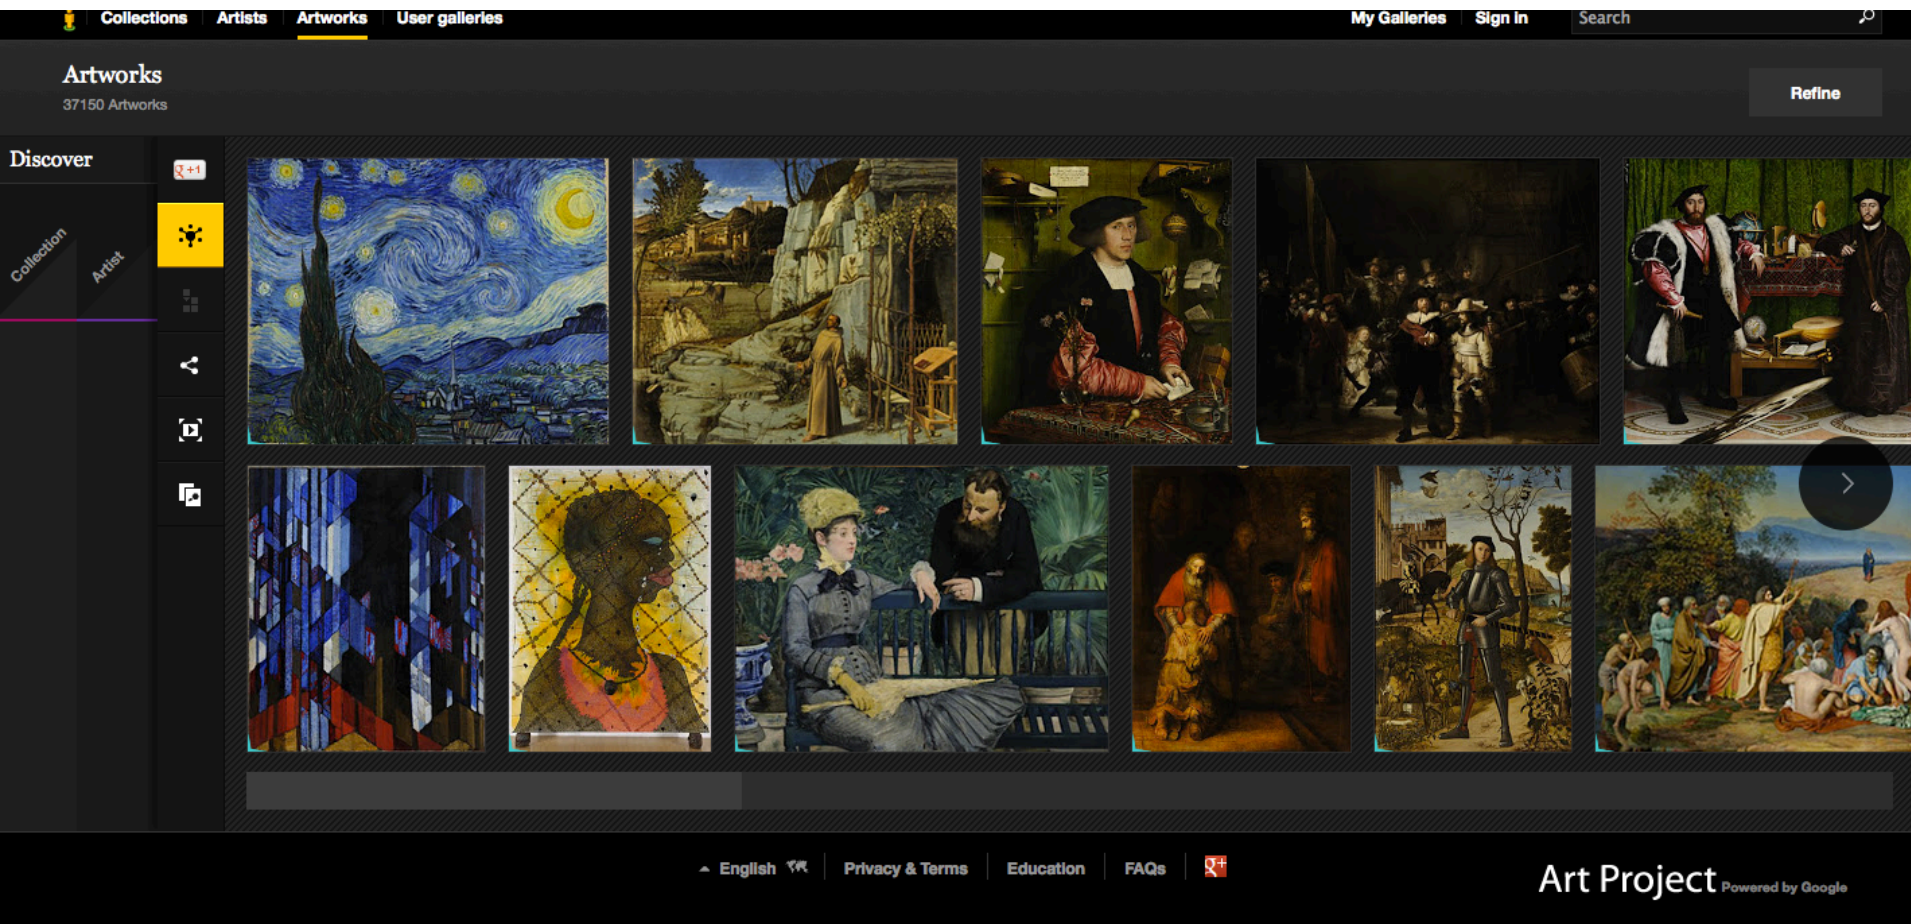 Collections Artists Artworks User galleries My Galleries Sign in Search
Artworks
37150 Artworks
Refine
Discover
g+1
Collection Artist
English Privacy & Terms Education FAQs g+
Art Project Powered by Google